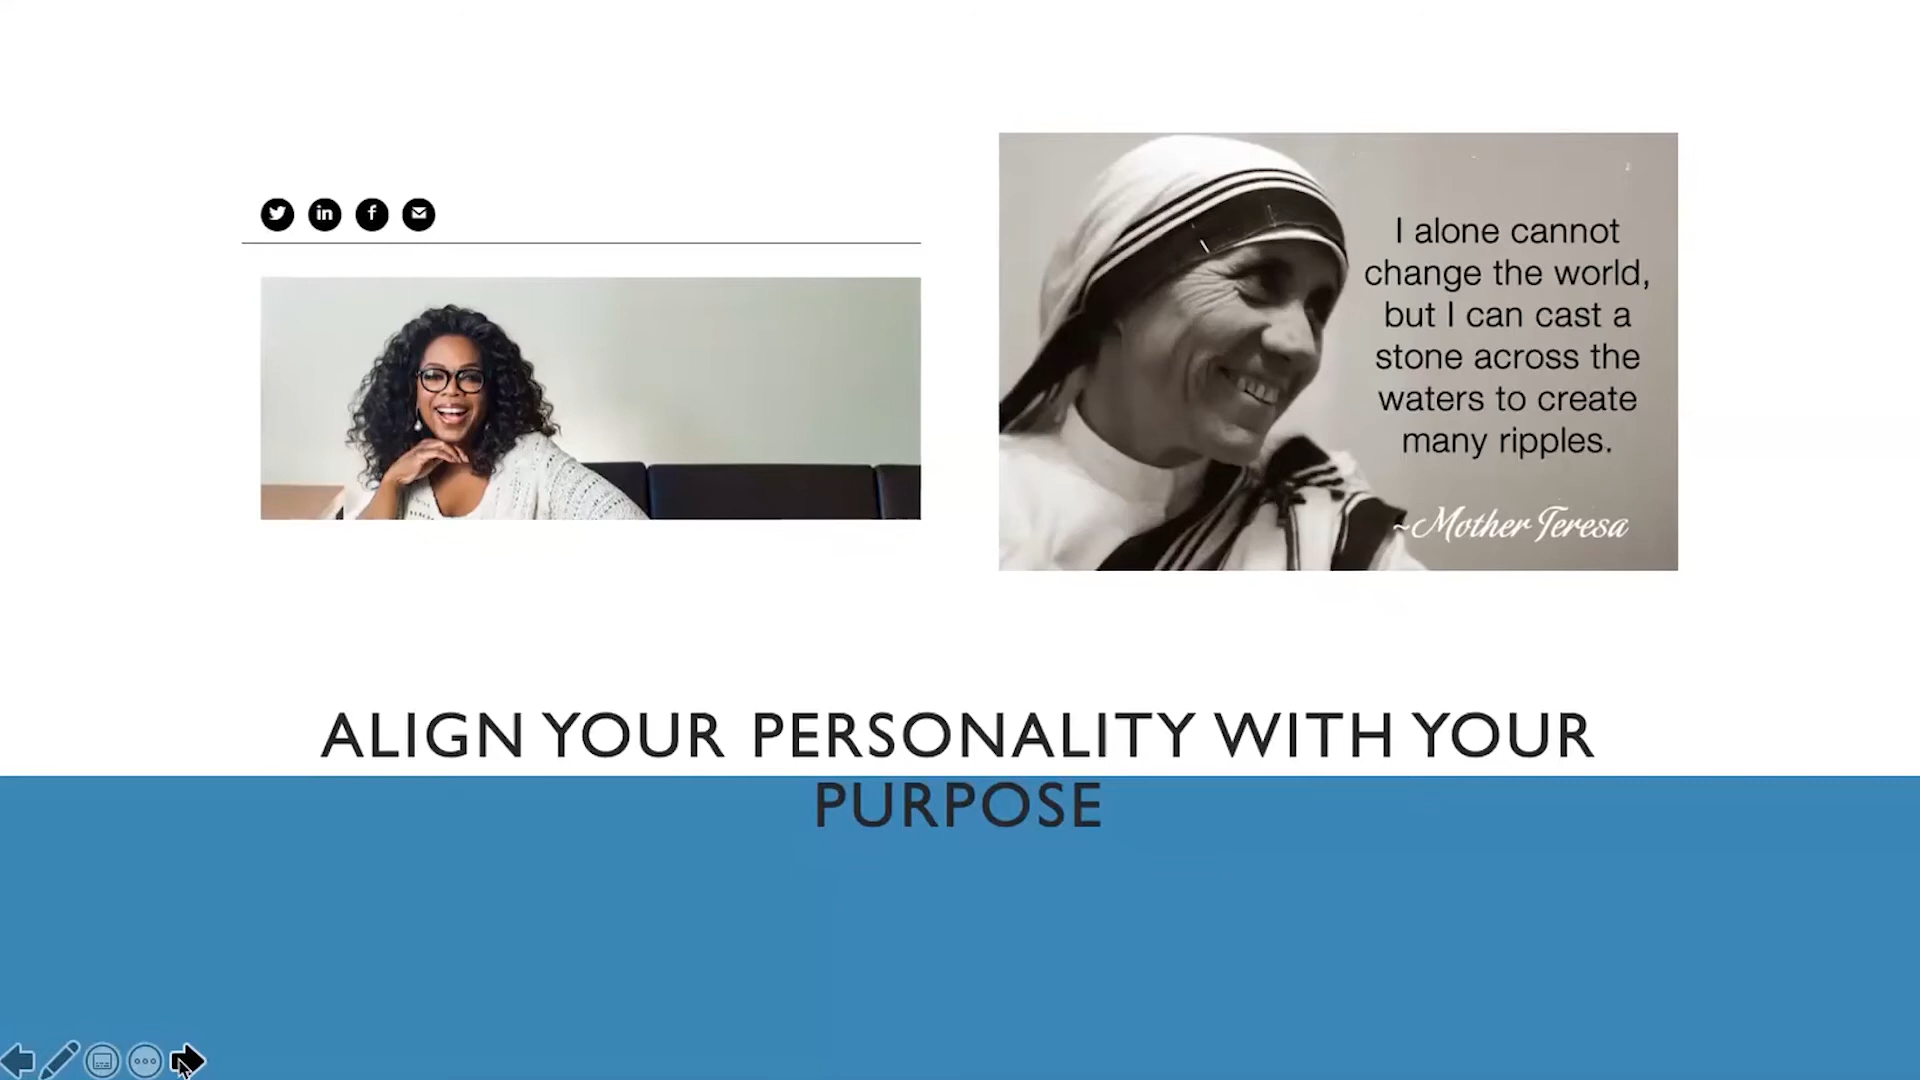 I alone cannot
change the world,
but I can cast a
stone across the
waters to create
many ripples.
~Mother Teresa
ALIGN YOUR PERSONALITY WITH YOUR
PURPOSE